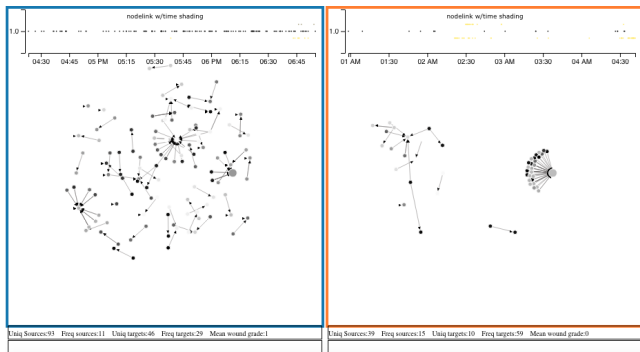 nodelink w/time shading
1.0
04:30 04:45 05 PM 05:15 05:30 05:45 06 PM 06:15 06:30 06:45
Uniq Sources:93 Freq sources:11 Uniq targets:46 Freq targets:29 Mean wound grade:1
nodelink w/time shading
1.0
01 AM 01:30 02 AM 02:30 03 AM 03:30 04 AM 04:30
Uniq Sources:39 Freq sources:15 Uniq targets:10 Freq targets:59 Mean wound grade:0